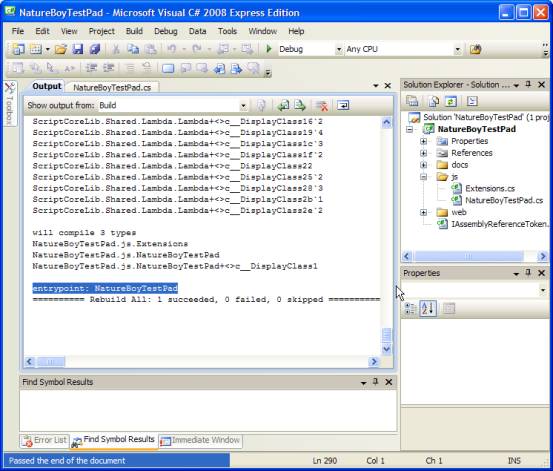 NatureBoyTestPad - Microsoft Visual C# 2008 Express Edition
File Edit View Project Build Debug Data Tools Window Help
Debug Any CPU
Toolbox
Output NatureBoyTestPad.cs
Show output from: Build
ScriptCoreLib.Shared.Lambda.Lambda+<>c__DisplayClass16`2
ScriptCoreLib.Shared.Lambda.Lambda+<>c__DisplayClass19`4
ScriptCoreLib.Shared.Lambda.Lambda+<>c__DisplayClass1c`3
ScriptCoreLib.Shared.Lambda.Lambda+<>c__DisplayClass1f`2
ScriptCoreLib.Shared.Lambda.Lambda+<>c__DisplayClass22
ScriptCoreLib.Shared.Lambda.Lambda+<>c__DisplayClass25`2
ScriptCoreLib.Shared.Lambda.Lambda+<>c__DisplayClass28`3
ScriptCoreLib.Shared.Lambda.Lambda+<>c__DisplayClass2b`1
ScriptCoreLib.Shared.Lambda.Lambda+<>c__DisplayClass2e`2
will compile 3 types
NatureBoyTestPad.js.Extensions
NatureBoyTestPad.js.NatureBoyTestPad
NatureBoyTestPad.js.NatureBoyTestPad+<>c__DisplayClass1
entrypoint: NatureBoyTestPad
========== Rebuild All: 1 succeeded, 0 failed, 0 skipped ==========
Solution Explorer - Solution ...
Solution 'NatureBoyTestPad' (1 proj
NatureBoyTestPad
Properties
References
docs
js
Extensions.cs
NatureBoyTestPad.cs
web
IAssemblyReferenceToken.
Properties
Find Symbol Results
Error List Find Symbol Results Immediate Window
Passed the end of the document Ln 290 Col 1 Ch 1 INS